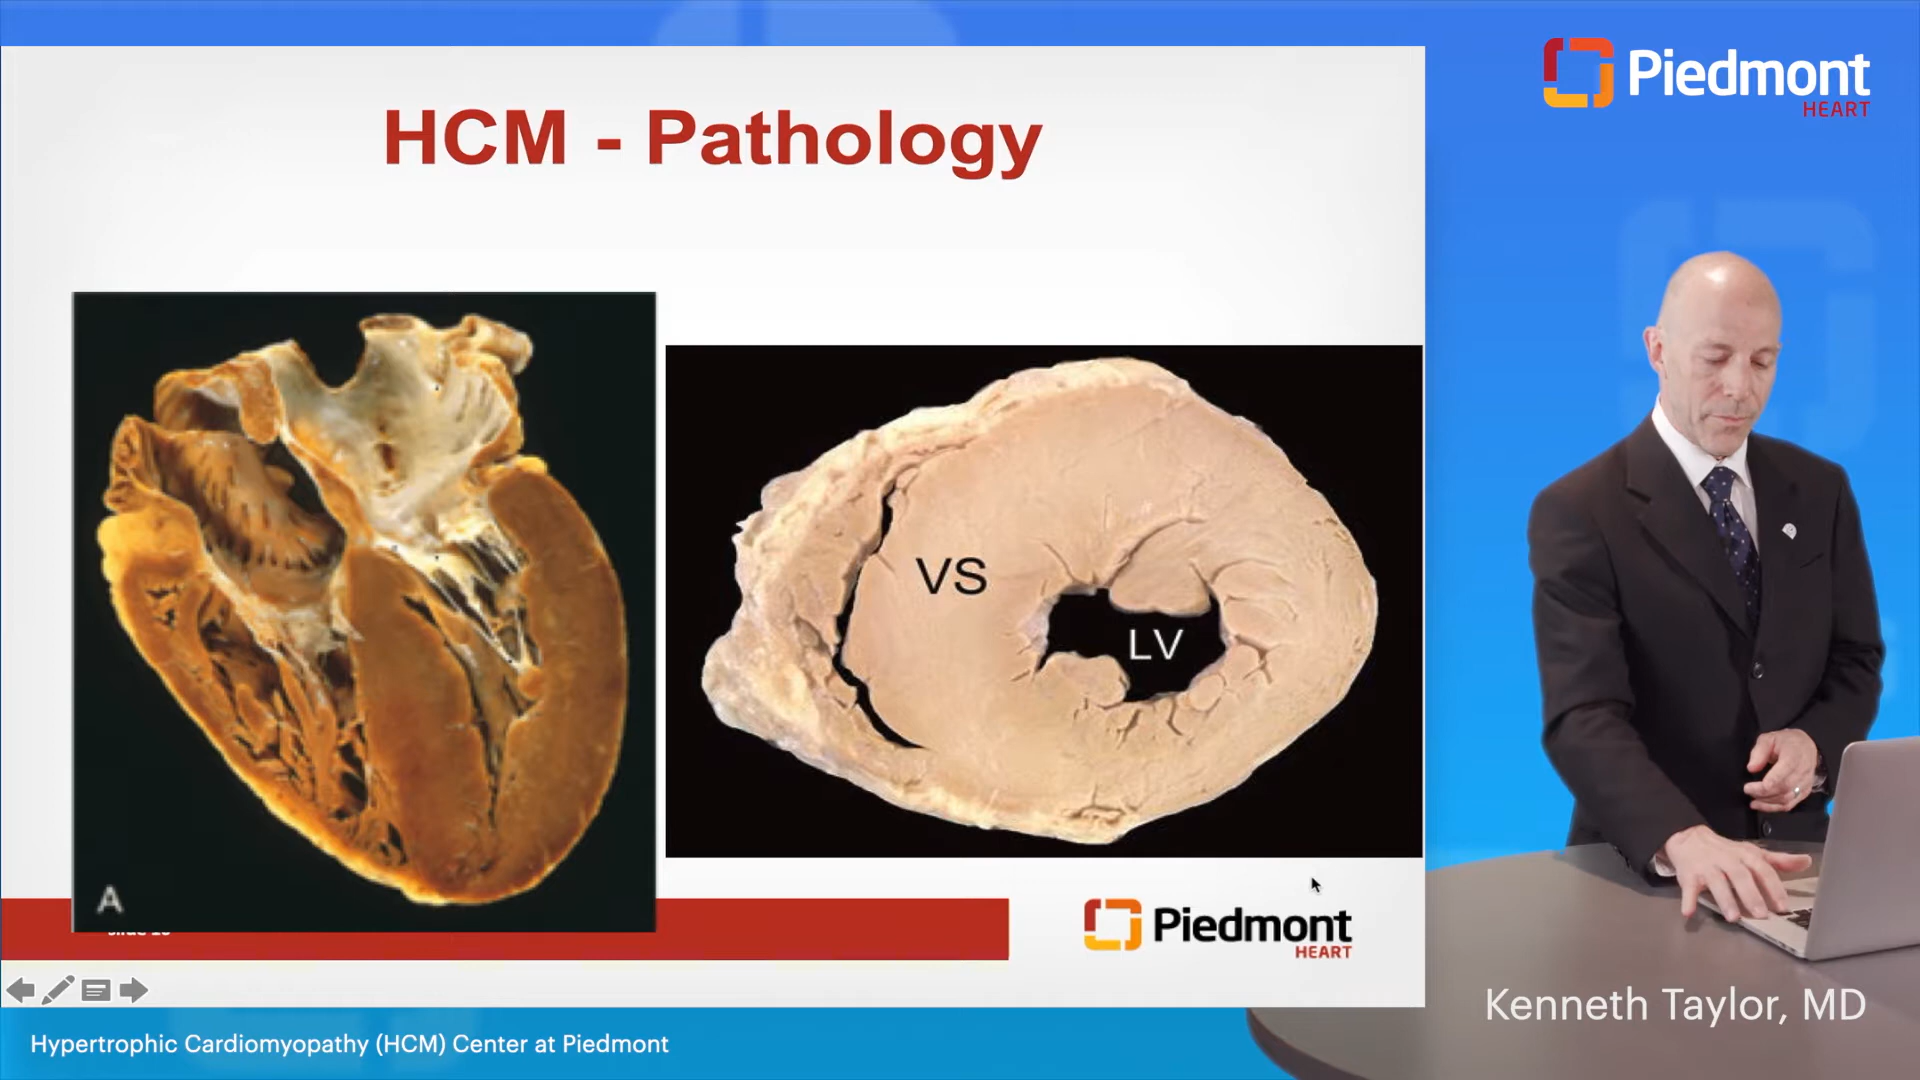 HCM - Pathology
Piedmont
HEART
VS
LV
A
Piedmont
HEART
Kenneth Taylor, MD
Hypertrophic Cardiomyopathy (HCM) Center at Piedmont